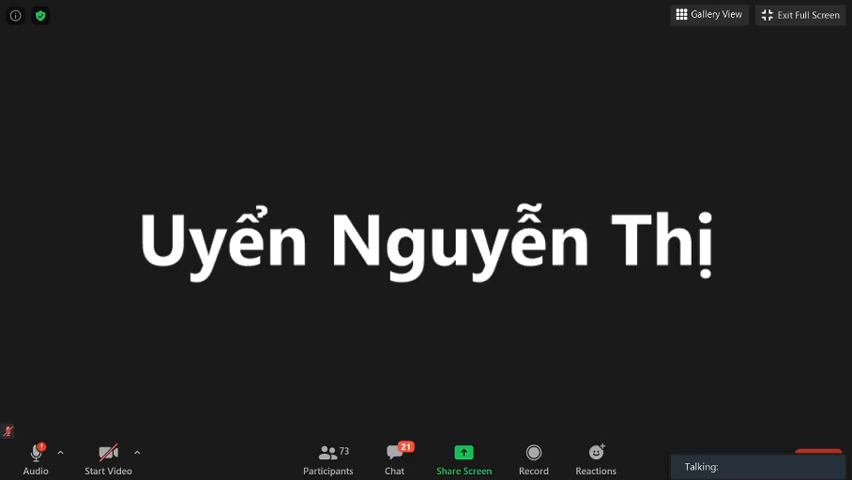 Gallery View
Exit Full Screen
Uyển Nguyễn Thị
73
21
Audio
Start Video
Participants
Chat
Share Screen
Record
Reactions
Talking: